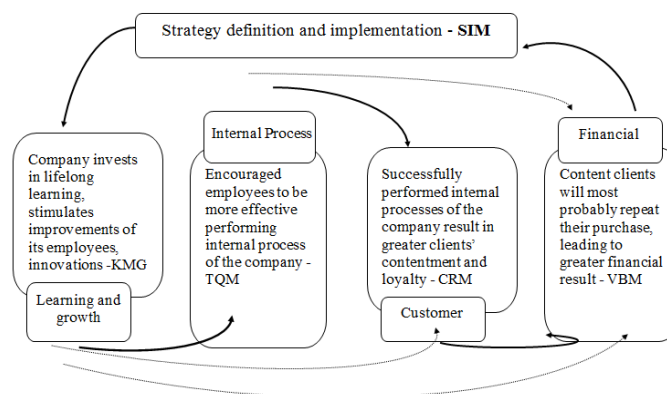 Strategy definition and implementation - SIM
Company invests
in lifelong
learning,
stimulates
improvements of
its employees,
innovations -KMG
Learning and
growth
Internal Process
Encouraged
employees to be
more effective
performing
internal process
of the company -
TQM
Successfully
performed internal
processes of the
company result in
greater clients'
contentment and
loyalty - CRM
Customer
Financial
Content clients
will most
probably repeat
their purchase,
leading to
greater financial
result - VBM